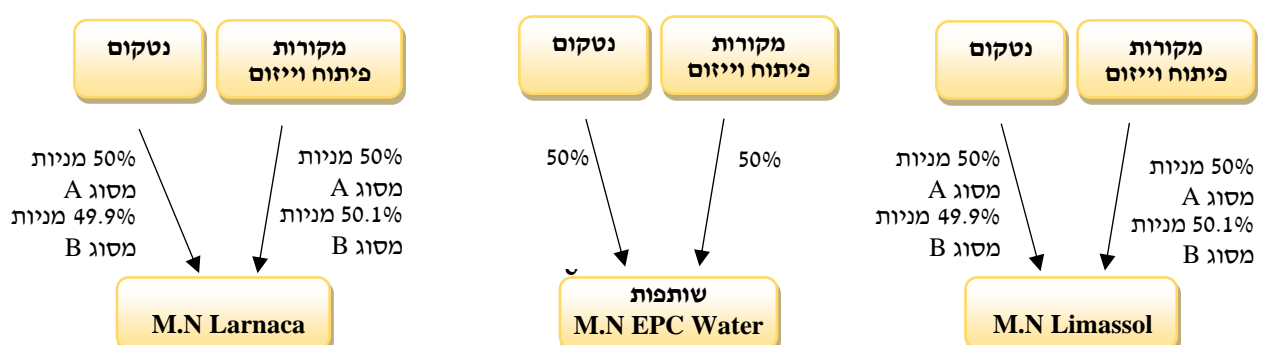 מקורות
פיתוח וייזום
נטקום
50% מניות
מסוג A
50.1% מניות
מסוג B
50% מניות
מסוג A
49.9% מניות
מסוג B
M.N Limassol
מקורות
פיתוח וייזום
נטקום
50%
50%
שותפות
M.N EPC Water
מקורות
פיתוח וייזום
נטקום
50% מניות
מסוג A
50.1% מניות
מסוג B
50% מניות
מסוג A
49.9% מניות
מסוג B
M.N Larnaca